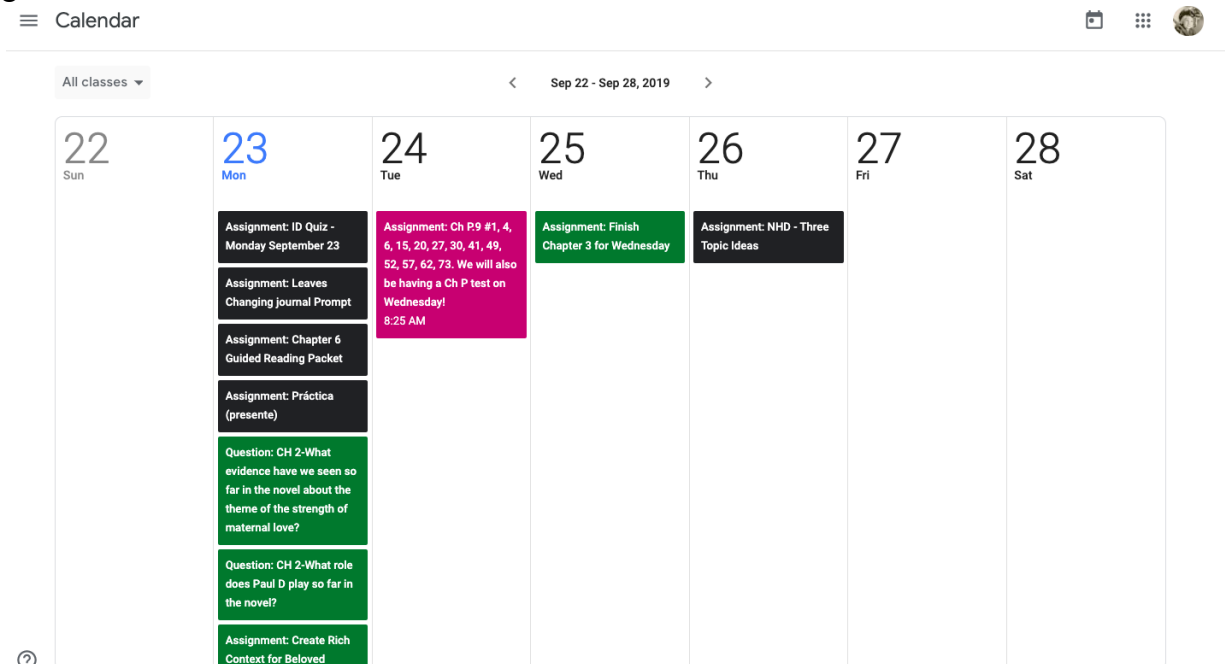 Calendar
All classes
Sep 22 - Sep 28, 2019
22
Sun
23
Mon
24
Tue
25
Wed
26
Thu
27
Fri
28
Sat
Assignment: ID Quiz -
Monday September 23
Assignment: Leaves
Changing journal Prompt
Assignment: Chapter 6
Guided Reading Packet
Assignment: Práctica
(presente)
Question: CH 2-What
evidence have we seen so
far in the novel about the
theme of the strength of
maternal love?
Question: CH 2-What role
does Paul D play so far in
the novel?
Assignment: Create Rich
Context for Beloved
Assignment: Ch P.9 #1, 4,
6, 15, 20, 27, 30, 41, 49,
52, 57, 62, 73. We will also
be having a Ch P test on
Wednesday!
8:25 AM
Assignment: Finish
Chapter 3 for Wednesday
Assignment: NHD - Three
Topic Ideas